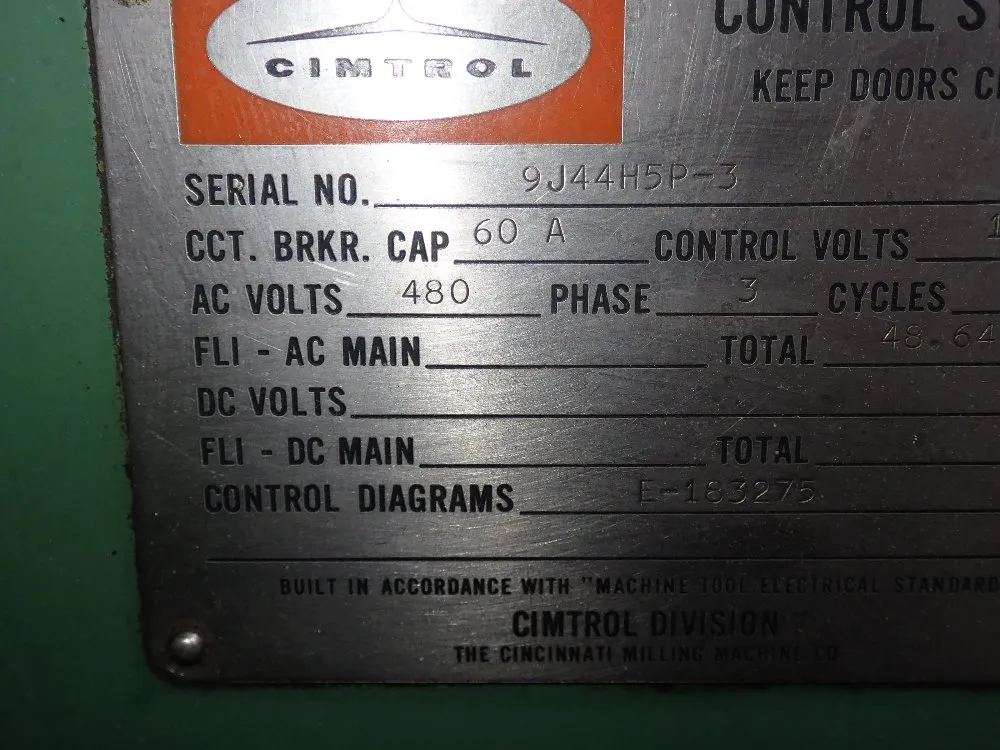 CONTROL
CIMTROL
KEEP DOORS
SERIAL NO. 9J44H5P-3
CCT. BRKR. CAP 60 A CONTROL VOLTS
AC VOLTS 480 PHASE 3 CYCLES
FLI - AC MAIN TOTAL 48.64
DC VOLTS
FLI - DC MAIN TOTAL
CONTROL DIAGRAMS E-183275
BUILT IN ACCORDANCE WITH "MACHINE TOOL ELECTRICAL STANDARD
CIMTROL DIVISION
THE CINCINNATI MILLING MACHINE CO